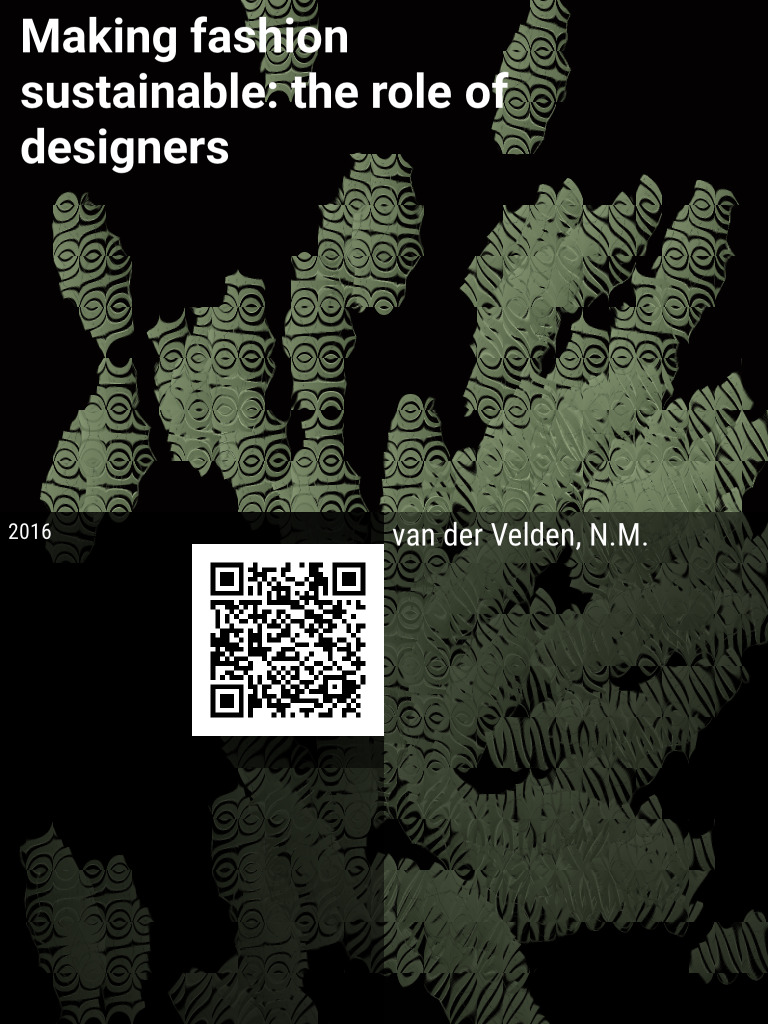 Making fashion
sustainable: the role of
designers
2016
van der Velden, N.M.